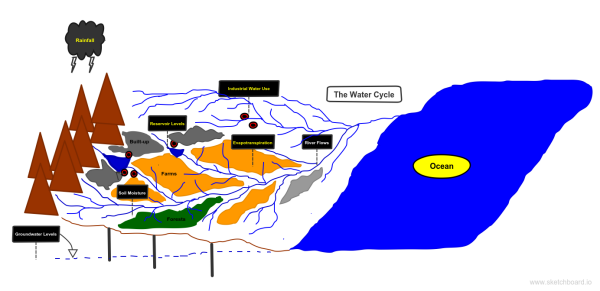 Rainfall
Industrial Water Use
The Water Cycle
Reservoir Levels
Built-up
Evapotranspiration
River Flows
Ocean
Farms
Soil Moisture
Forests
Groundwater Levels
www.sketchboard.io